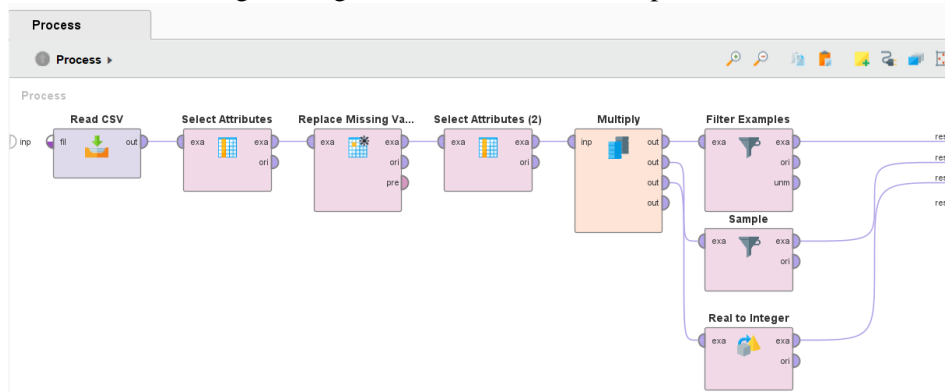 Process
Process
Process
Read CSV
Select Attributes
Replace Missing Va...
Select Attributes (2)
Multiply
Filter Examples
inp
fil
out
exa
exa
ori
exa
exa
ori
pre
exa
exa
ori
inp
out
out
out
out
exa
exa
ori
unm
res
res
res
res
Sample
exa
exa
ori
Real to Integer
exa
exa
ori